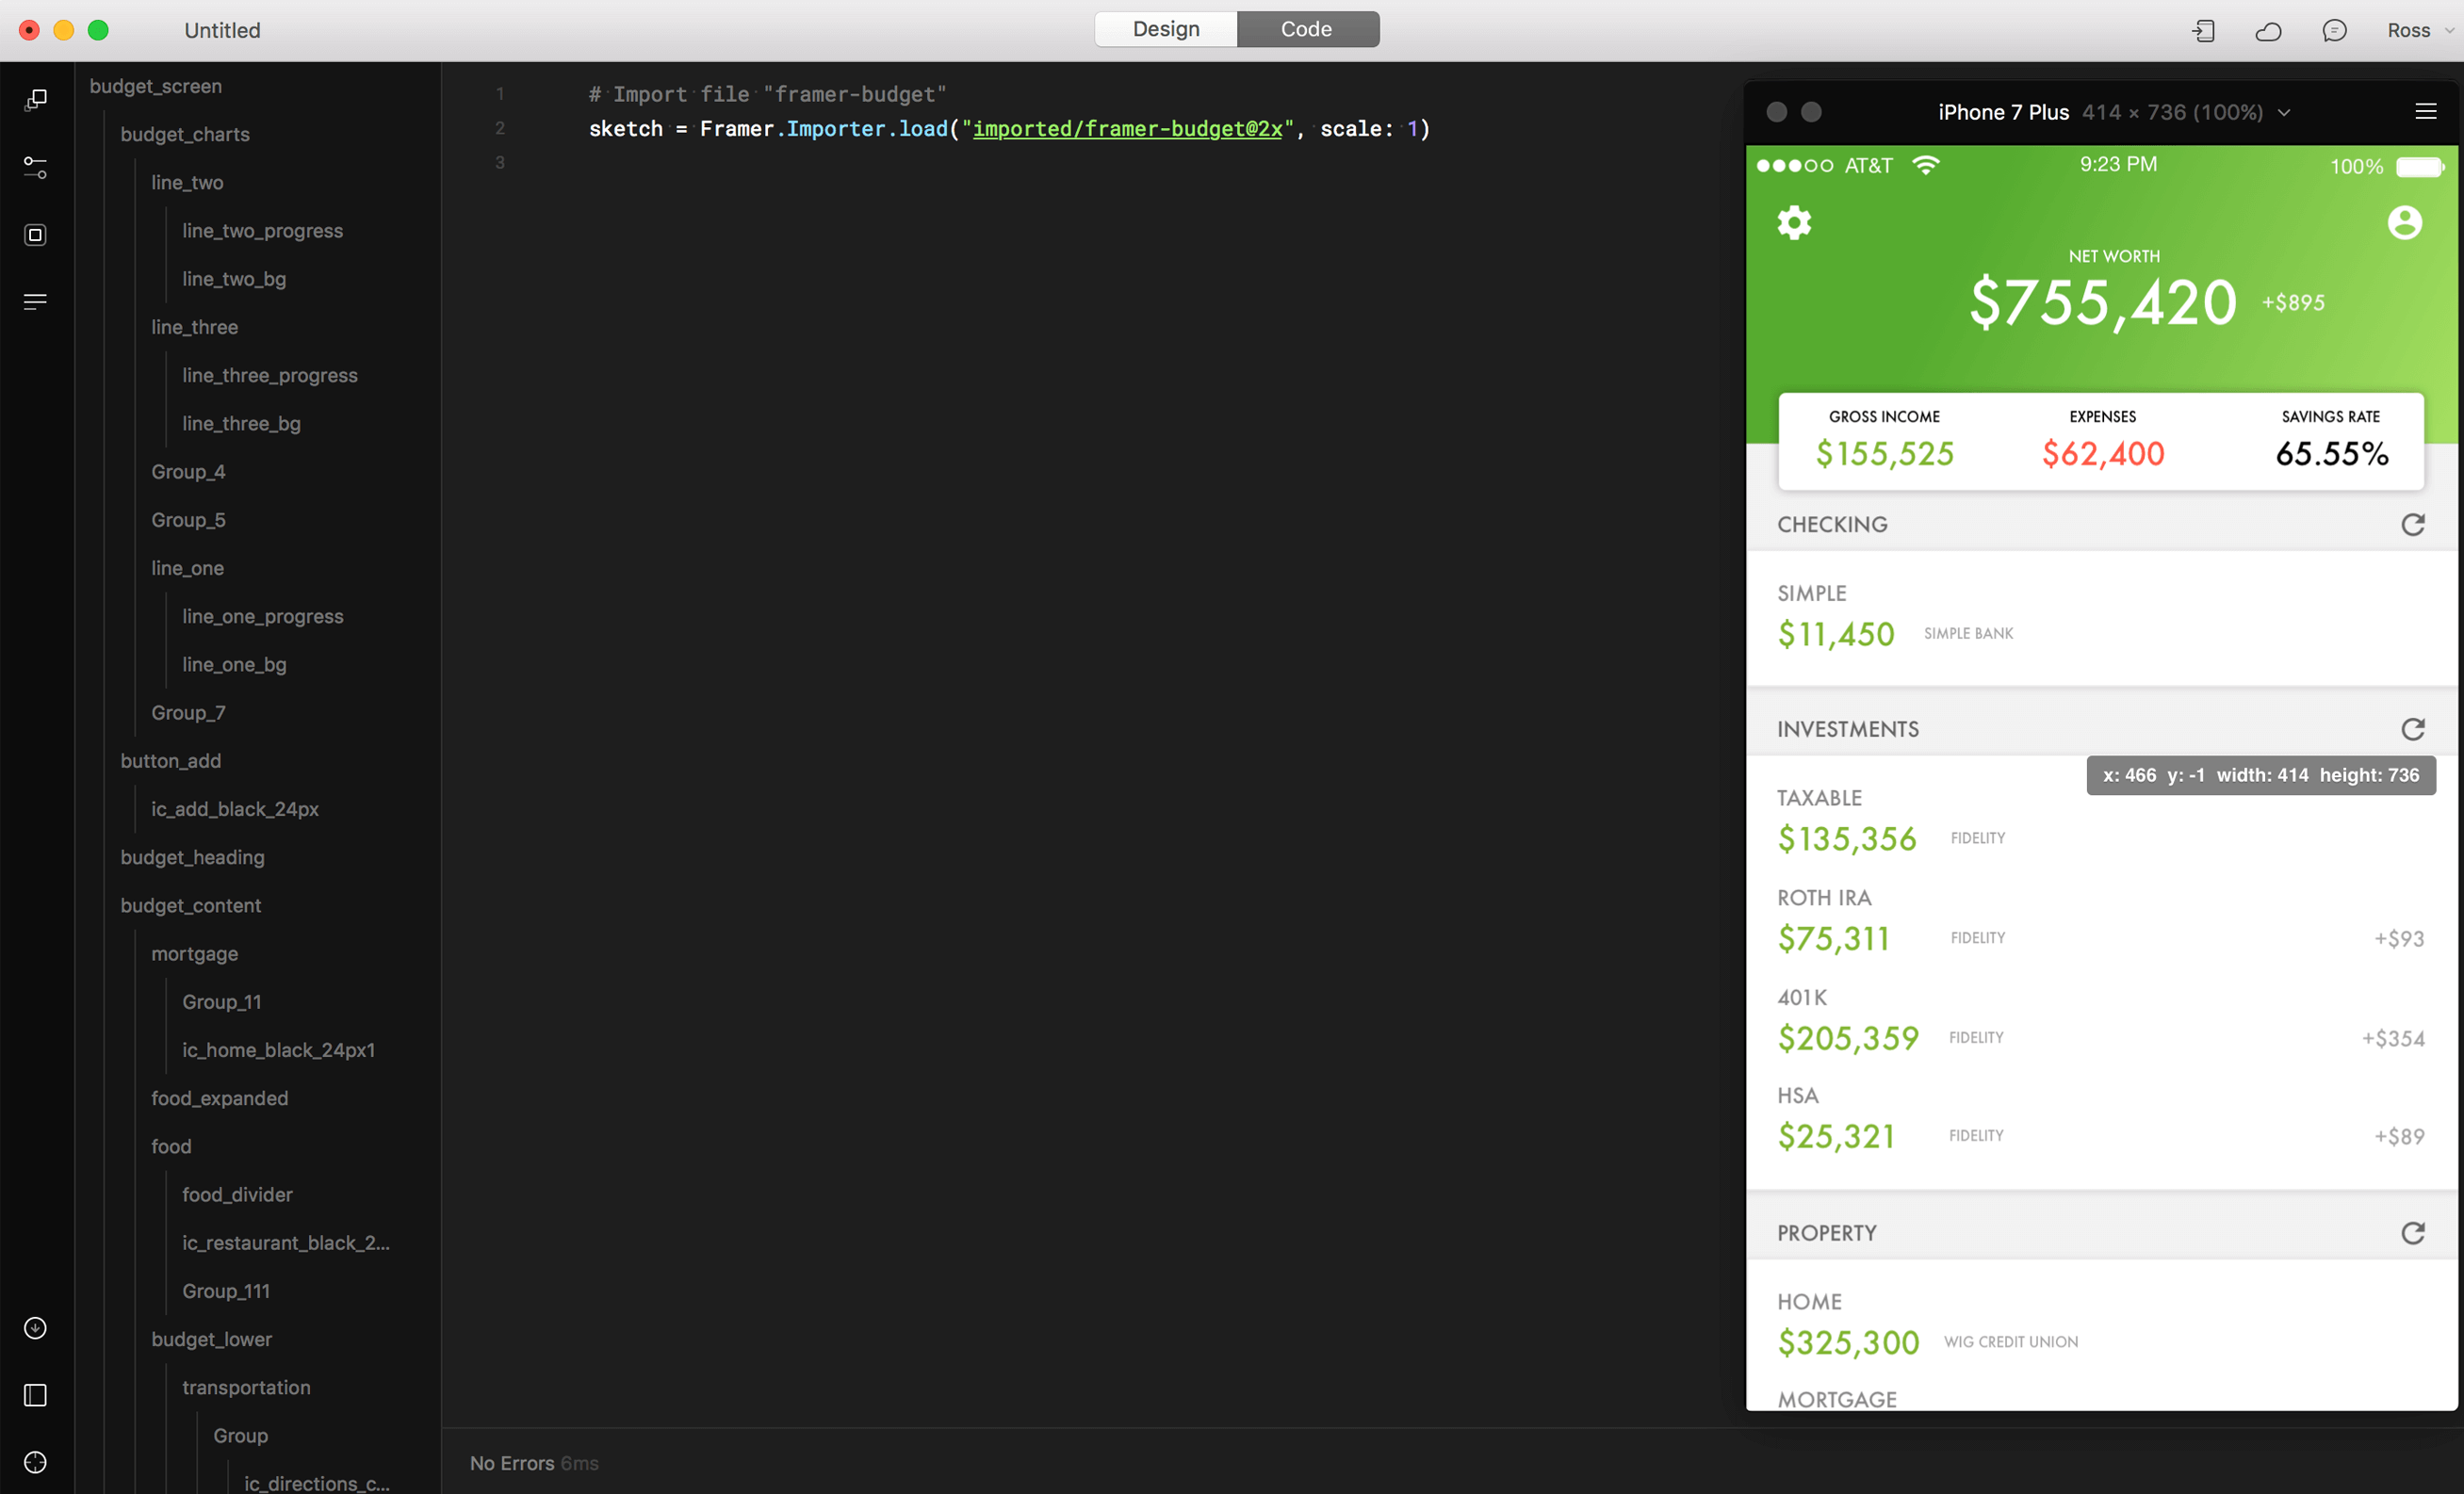 Untitled
Design Code
Ross
budget_screen
budget_charts
line_two
line_two_progress
line_two_bg
line_three
line_three_progress
line_three_bg
Group_4
Group_5
line_one
line_one_progress
line_one_bg
Group_7
button_add
ic_add_black_24px
budget_heading
budget_content
mortgage
Group_11
ic_home_black_24px1
food_expanded
food
food_divider
ic_restaurant_black_2...
Group_111
budget_lower
transportation
Group
ic_directions_c...
1 # Import file "framer-budget"
2 sketch = Framer.Importer.load("imported/framer-budget@2x", scale: 1)
3
No Errors 6ms
iPhone 7 Plus 414 × 736 (100%)
AT&T 9:23 PM 100%
NET WORTH
$755,420 +$895
GROSS INCOME EXPENSES SAVINGS RATE
$155,525 $62,400 65.55%
CHECKING
SIMPLE
$11,450 SIMPLE BANK
INVESTMENTS
x: 466 y: -1 width: 414 height: 736
TAXABLE
$135,356 FIDELITY
ROTH IRA
$75,311 FIDELITY +$93
401K
$205,359 FIDELITY +$354
HSA
$25,321 FIDELITY +$89
PROPERTY
HOME
$325,300 WIG CREDIT UNION
MORTGAGE